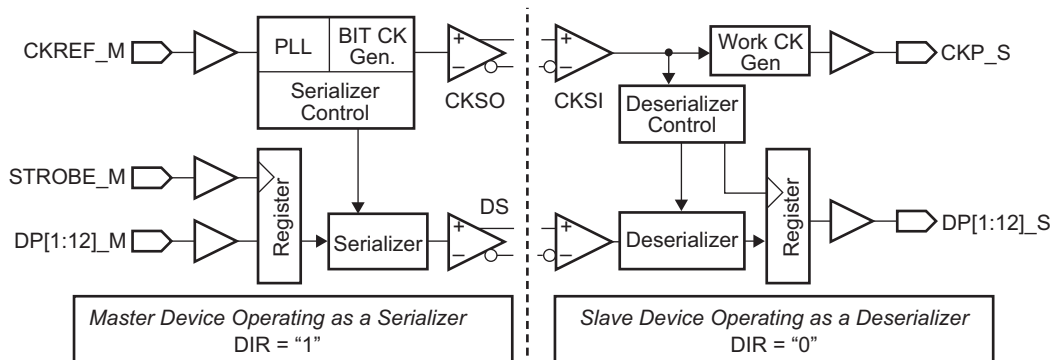 CKREF_M
PLL
BIT CK
Gen.
Serializer
Control
+
−
CKSO
STROBE_M
DP[1:12]_M
Register
Serializer
DS
+
−
+
−
CKSI
Work CK
Gen
CKP_S
Deserializer
Control
+
−
Deserializer
Register
DP[1:12]_S
Master Device Operating as a Serializer
DIR = “1”
Slave Device Operating as a Deserializer
DIR = “0”